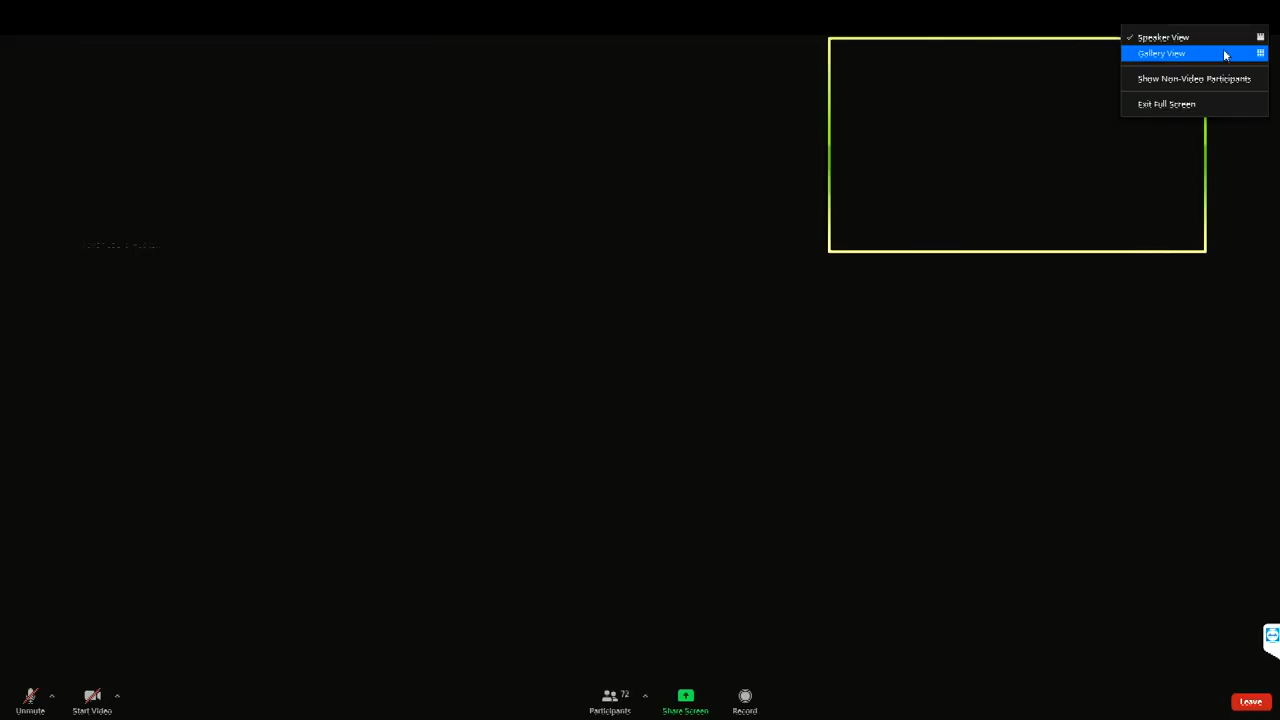 Speaker View
Gallery View
Show Non-Video Participants
Exit Full Screen
Unmute
Start Video
Participants
72
Share Screen
Record
Leave